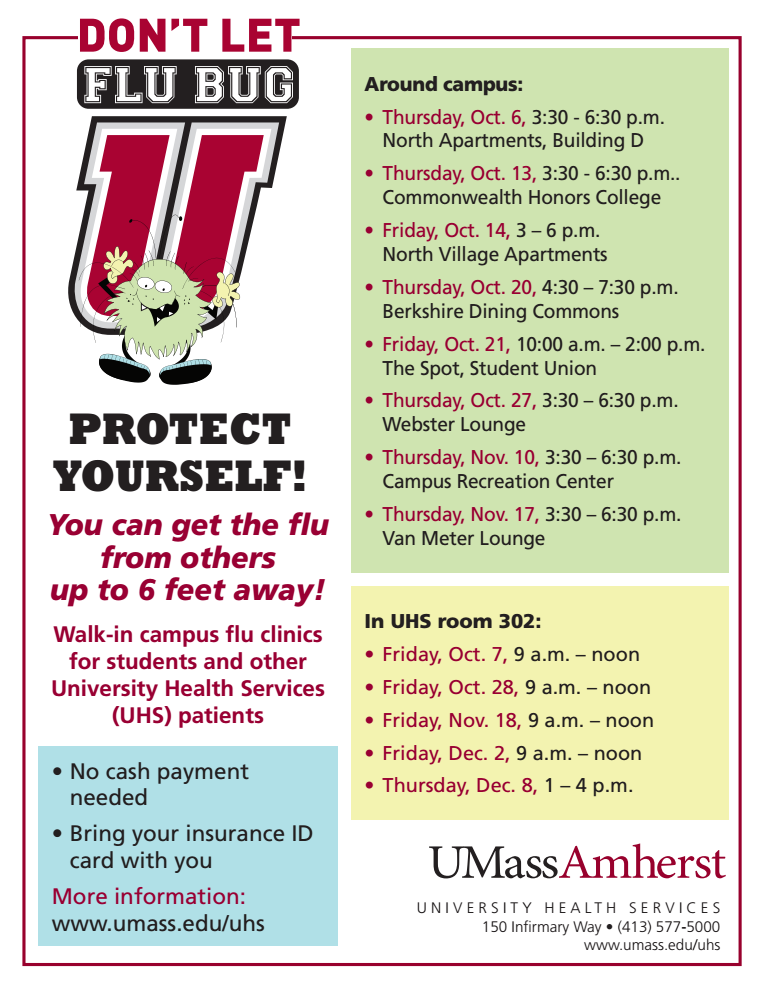 DON'T LET
FLU BUG
U
PROTECT
YOURSELF!
You can get the flu
from others
up to 6 feet away!
Walk-in campus flu clinics
for students and other
University Health Services
(UHS) patients
• No cash payment
needed
• Bring your insurance ID
card with you
More information:
www.umass.edu/uhs
Around campus:
• Thursday, Oct. 6, 3:30 - 6:30 p.m.
North Apartments, Building D
• Thursday, Oct. 13, 3:30 - 6:30 p.m..
Commonwealth Honors College
• Friday, Oct. 14, 3 – 6 p.m.
North Village Apartments
• Thursday, Oct. 20, 4:30 – 7:30 p.m.
Berkshire Dining Commons
• Friday, Oct. 21, 10:00 a.m. – 2:00 p.m.
The Spot, Student Union
• Thursday, Oct. 27, 3:30 – 6:30 p.m.
Webster Lounge
• Thursday, Nov. 10, 3:30 – 6:30 p.m.
Campus Recreation Center
• Thursday, Nov. 17, 3:30 – 6:30 p.m.
Van Meter Lounge
In UHS room 302:
• Friday, Oct. 7, 9 a.m. – noon
• Friday, Oct. 28, 9 a.m. – noon
• Friday, Nov. 18, 9 a.m. – noon
• Friday, Dec. 2, 9 a.m. – noon
• Thursday, Dec. 8, 1 – 4 p.m.
UMassAmherst
UNIVERSITY HEALTH SERVICES
150 Infirmary Way • (413) 577-5000
www.umass.edu/uhs